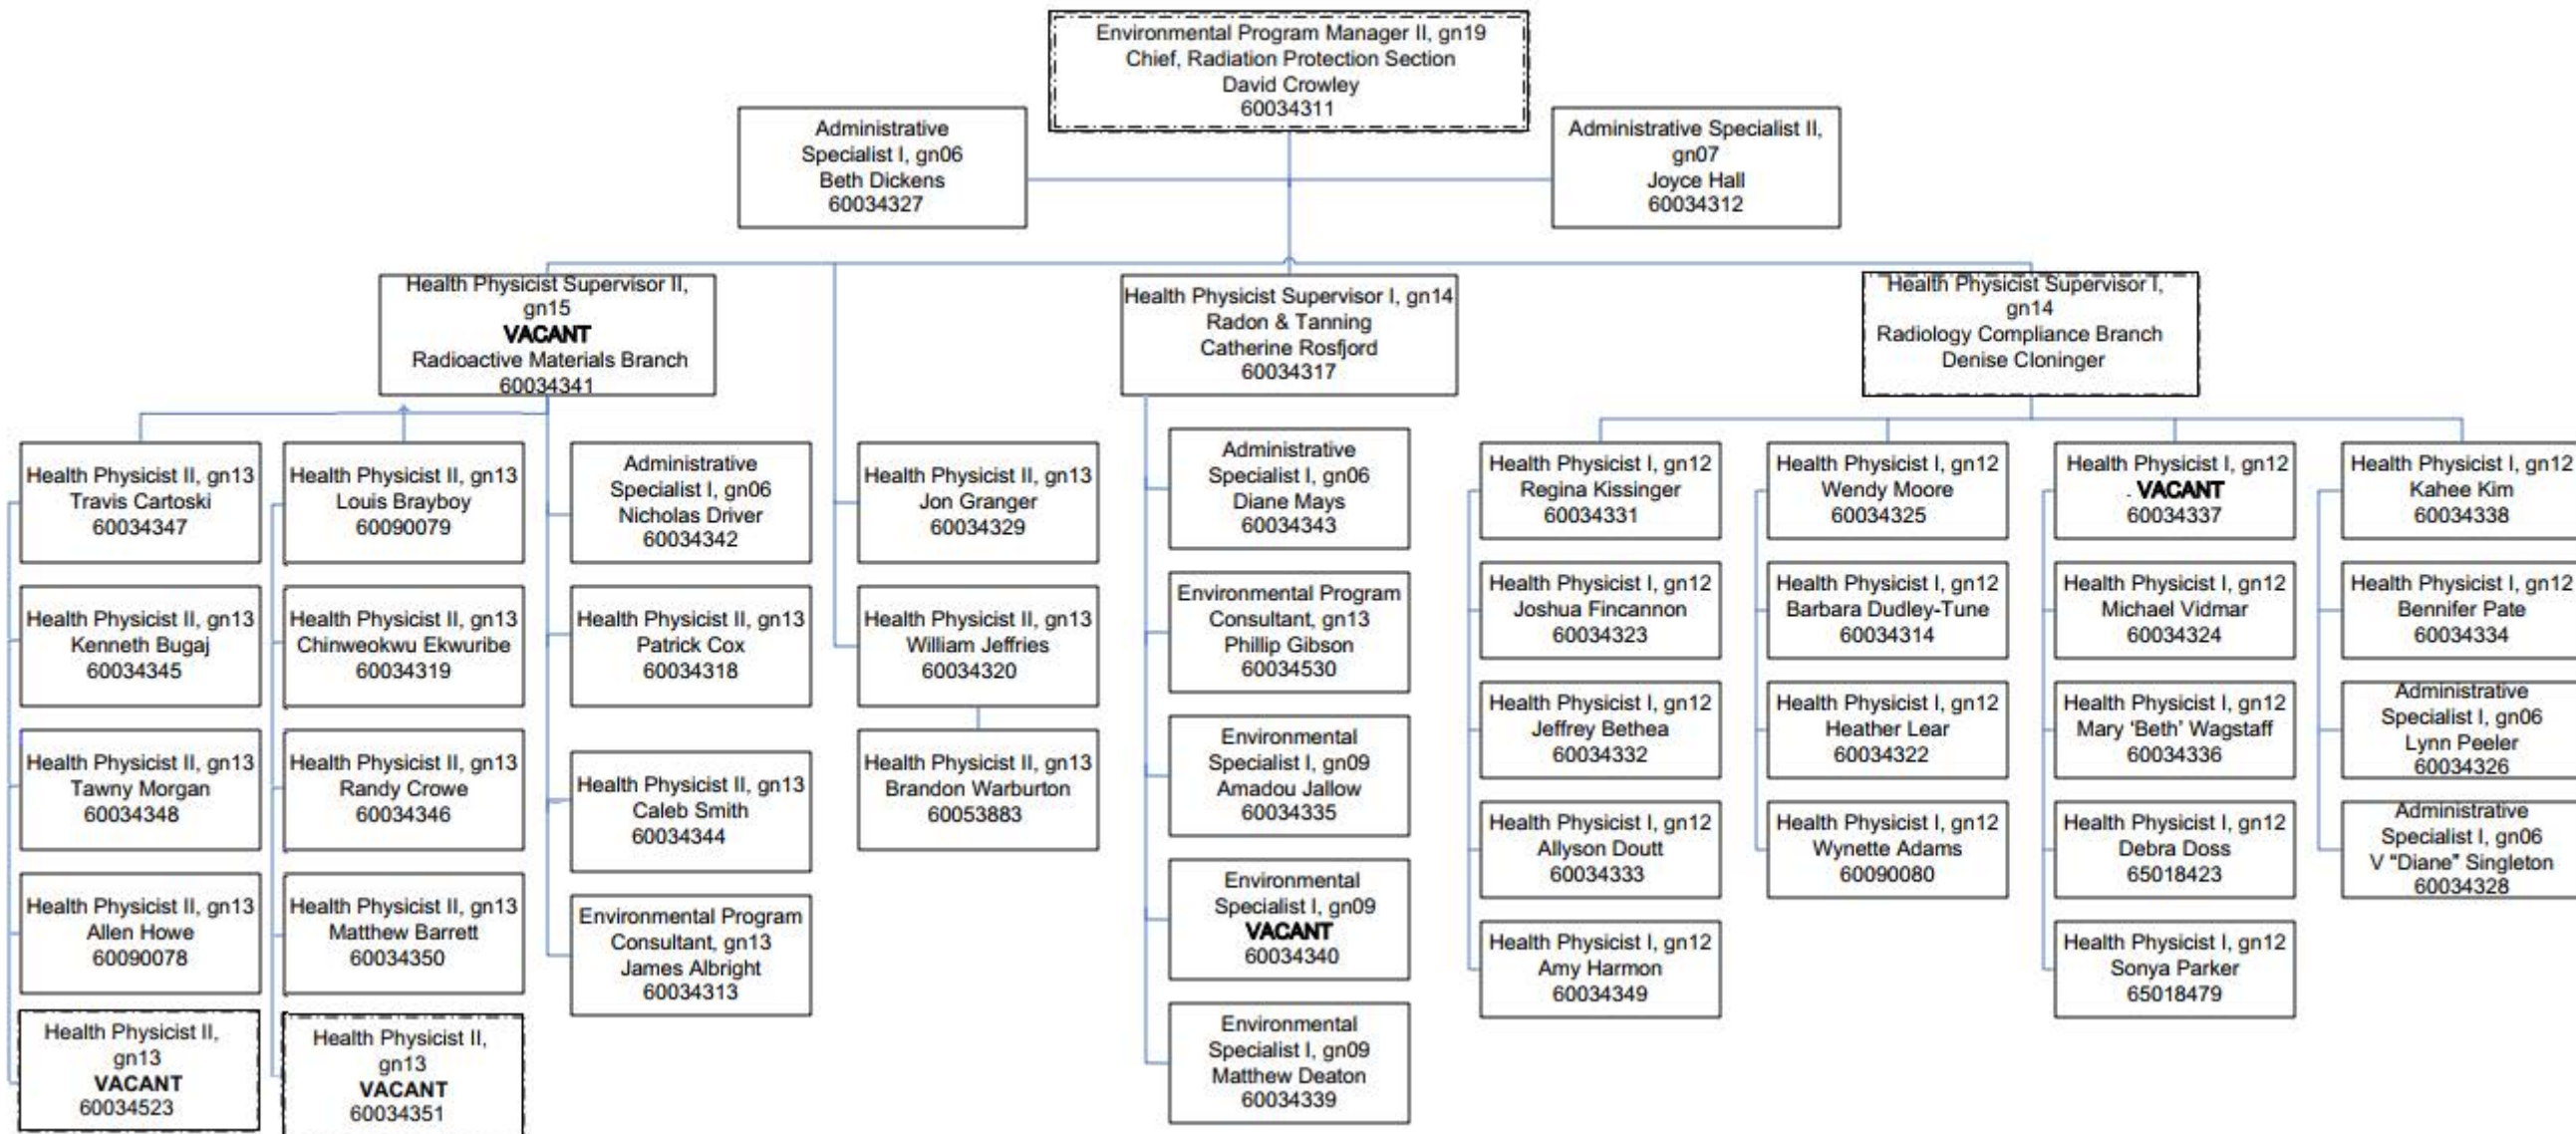 Environmental Program Manager II, gn19
Chief, Radiation Protection Section
David Crowley
60034311
Administrative
Specialist I, gn06
Beth Dickens
60034327
Administrative Specialist II,
gn07
Joyce Hall
60034312
Health Physicist Supervisor II,
gn15
VACANT
Radioactive Materials Branch
60034341
Health Physicist Supervisor I, gn14
Radon & Tanning
Catherine Rosfjord
60034317
Health Physicist Supervisor I,
gn14
Radiology Compliance Branch
Denise Cloninger
Health Physicist II, gn13
Travis Cartoski
60034347
Health Physicist II, gn13
Kenneth Bugaj
60034345
Health Physicist II, gn13
Tawny Morgan
60034348
Health Physicist II, gn13
Allen Howe
60090078
Health Physicist II,
gn13
VACANT
60034523
Health Physicist II, gn13
Louis Brayboy
60090079
Health Physicist II, gn13
Chinweokwu Ekwuribe
60034319
Health Physicist II, gn13
Randy Crowe
60034346
Health Physicist II, gn13
Matthew Barrett
60034350
Health Physicist II,
gn13
VACANT
60034351
Administrative
Specialist I, gn06
Nicholas Driver
60034342
Health Physicist II, gn13
Patrick Cox
60034318
Health Physicist II, gn13
Caleb Smith
60034344
Environmental Program
Consultant, gn13
James Albright
60034313
Health Physicist II, gn13
Jon Granger
60034329
Health Physicist II, gn13
William Jeffries
60034320
Health Physicist II, gn13
Brandon Warburton
60053883
Administrative
Specialist I, gn06
Diane Mays
60034343
Environmental Program
Consultant, gn13
Phillip Gibson
60034530
Environmental
Specialist I, gn09
Amadou Jallow
60034335
Environmental
Specialist I, gn09
VACANT
60034340
Environmental
Specialist I, gn09
Matthew Deaton
60034339
Health Physicist I, gn12
Regina Kissinger
60034331
Health Physicist I, gn12
Joshua Fincannon
60034323
Health Physicist I, gn12
Jeffrey Bethea
60034332
Health Physicist I, gn12
Allyson Doutt
60034333
Health Physicist I, gn12
Amy Harmon
60034349
Health Physicist I, gn12
Wendy Moore
60034325
Health Physicist I, gn12
Barbara Dudley-Tune
60034314
Health Physicist I, gn12
Heather Lear
60034322
Health Physicist I, gn12
Wynette Adams
60090080
Health Physicist I, gn12
. VACANT
60034337
Health Physicist I, gn12
Michael Vidmar
60034324
Health Physicist I, gn12
Mary ‘Beth’ Wagstaff
60034336
Health Physicist I, gn12
Debra Doss
65018423
Health Physicist I, gn12
Sonya Parker
65018479
Health Physicist I, gn12
Kahee Kim
60034338
Health Physicist I, gn12
Bennifer Pate
60034334
Administrative
Specialist I, gn06
Lynn Peeler
60034326
Administrative
Specialist I, gn06
V “Diane” Singleton
60034328